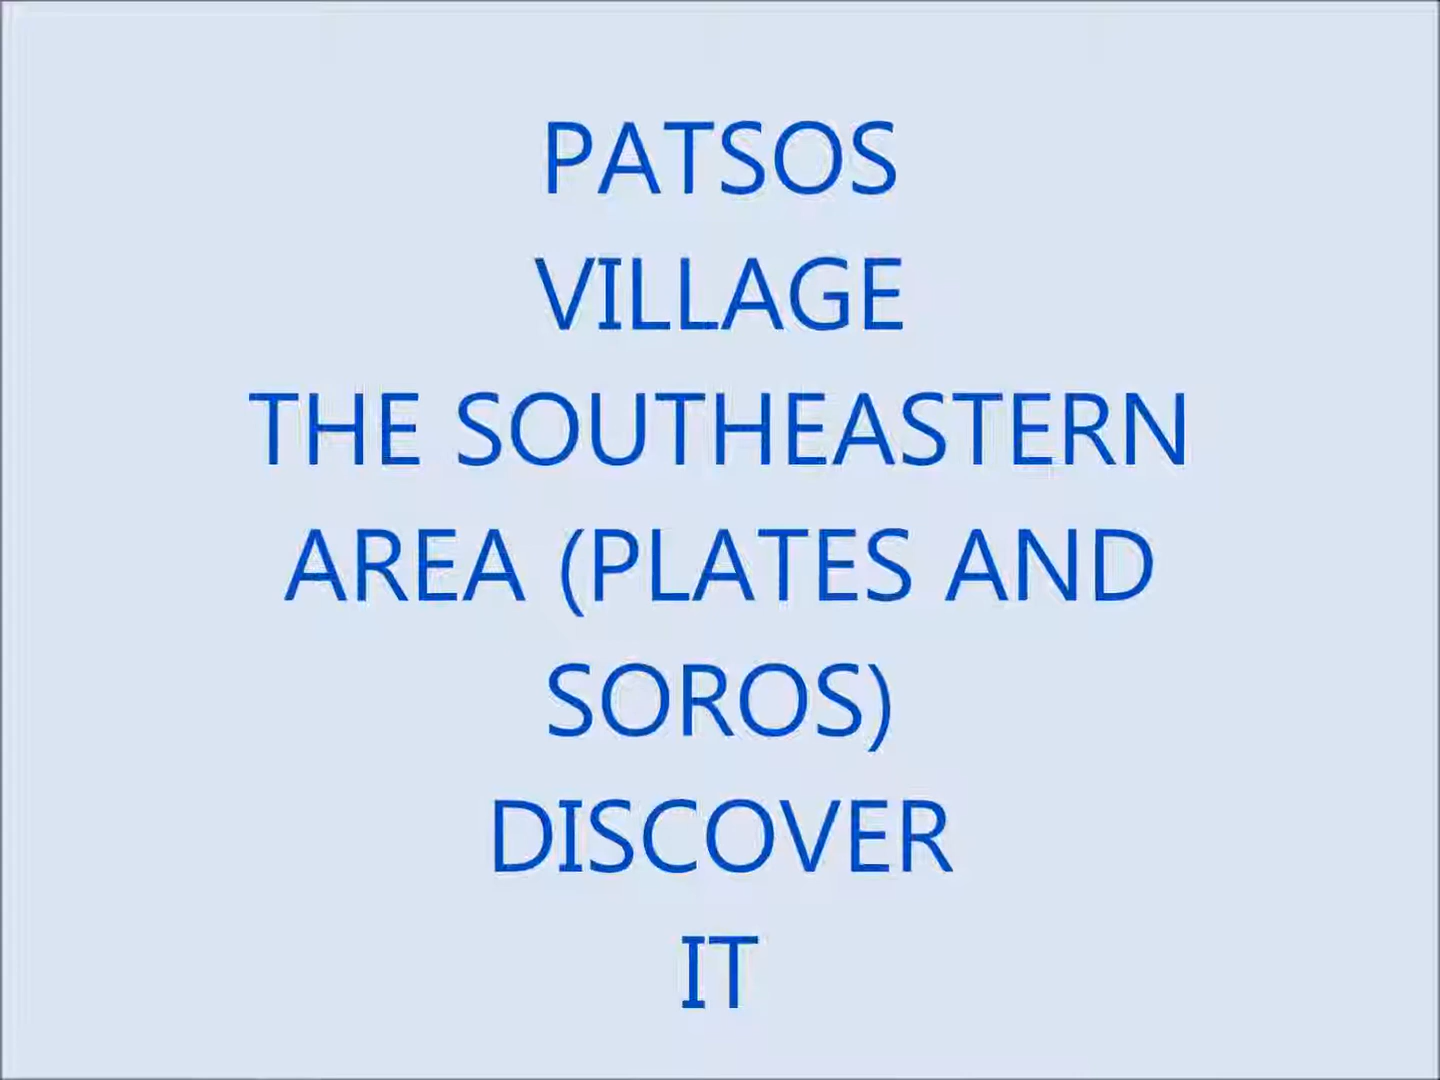 PATSOS
VILLAGE
THE SOUTHEASTERN
AREA (PLATES AND
SOROS)
DISCOVER
IT